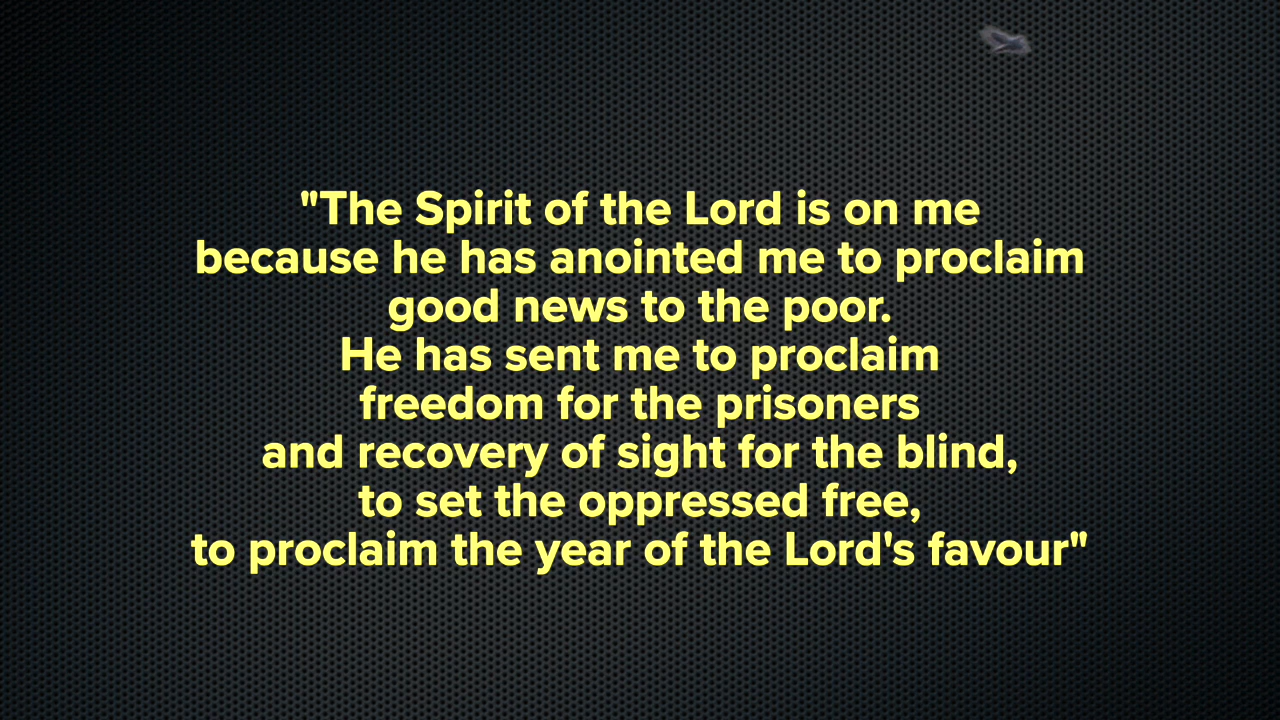 "The Spirit of the Lord is on me
because he has anointed me to proclaim
good news to the poor.
He has sent me to proclaim
freedom for the prisoners
and recovery of sight for the blind,
to set the oppressed free,
to proclaim the year of the Lord's favour"